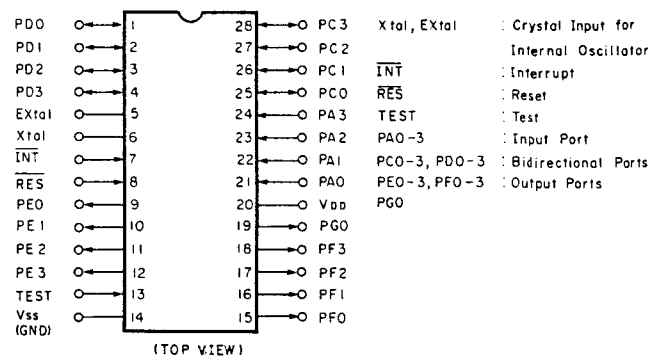 PD0 1 28 PC3 Xtal, EXtal : Crystal Input for
PD1 2 27 PC2 Internal Oscillator
PD2 3 26 PC1 INT : Interrupt
PD3 4 25 PC0 RES : Reset
EXtal 5 24 PA3 TEST : Test
Xtal 6 23 PA2 PA0-3 : Input Port
INT 7 22 PA1 PC0-3, PD0-3 : Bidirectional Ports
RES 8 21 PA0 PE0-3, PF0-3 : Output Ports
PE0 9 20 VDD PG0
PE1 10 19 PG0
PE2 11 18 PF3
PE3 12 17 PF2
TEST 13 16 PF1
Vss 14 15 PF0
(GND)
(TOP VIEW)